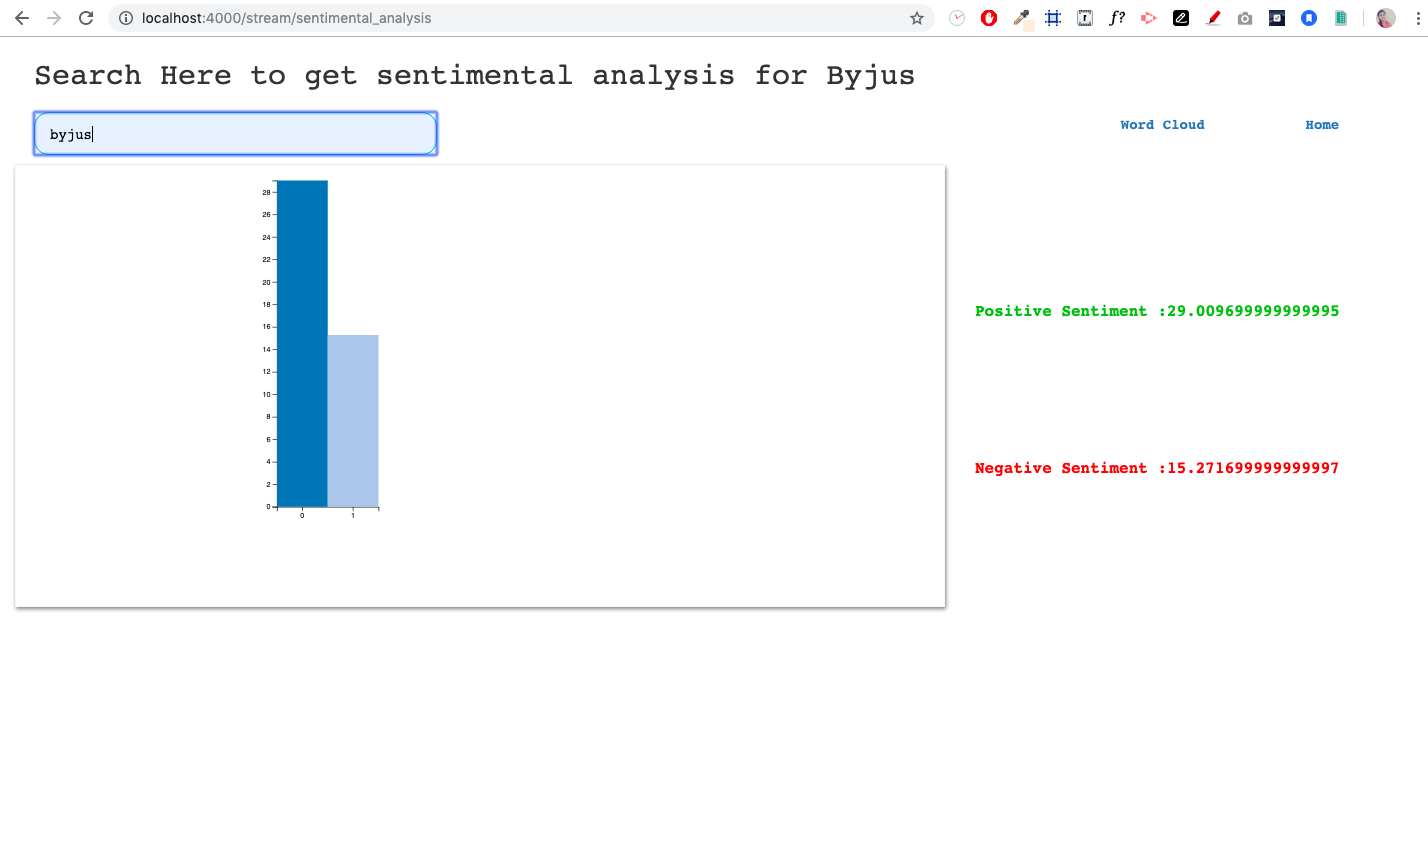 localhost:4000/stream/sentimental_analysis
f?
Search Here to get sentimental analysis for Byjus
byjus
Word Cloud
Home
28
26
24
22
20
18
16
14
12
10
8
6
4
2
0
0 1
Positive Sentiment :29.009699999999995
Negative Sentiment :15.271699999999997